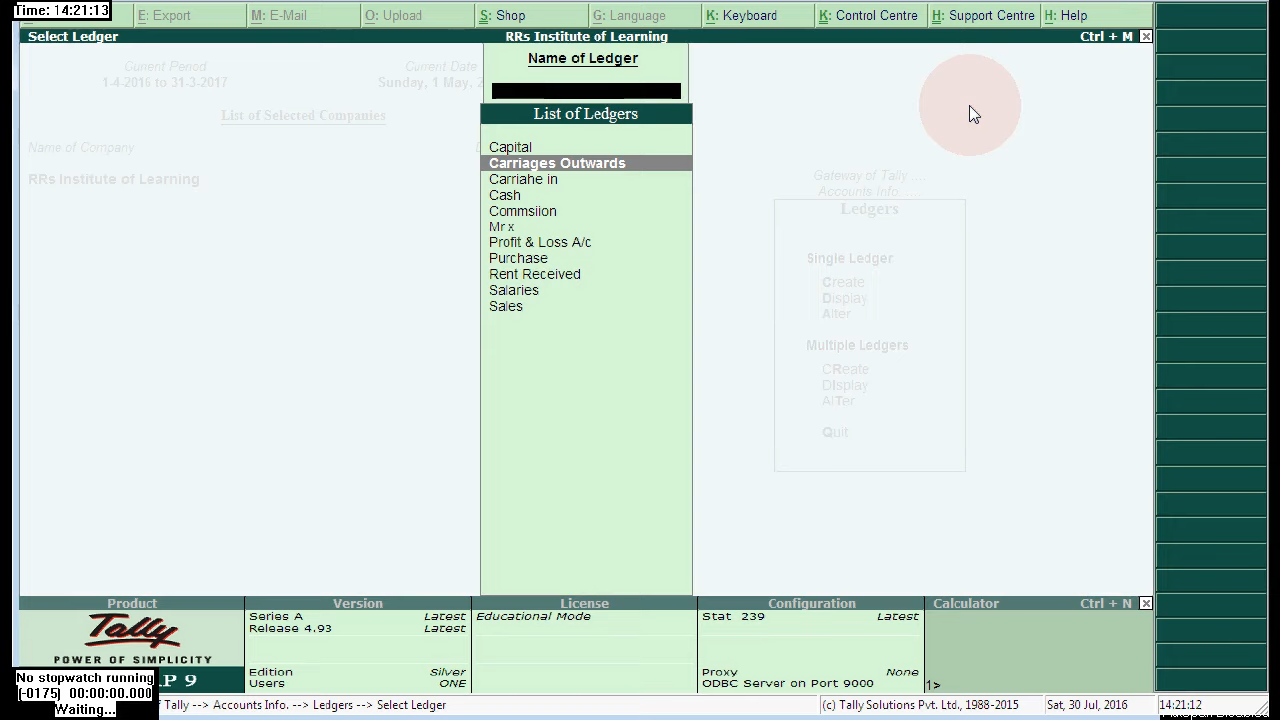 Time: 14:21:13
E: Export
M: E-Mail
O: Upload
S: Shop
G: Language
K: Keyboard
K: Control Centre
H: Support Centre
H: Help
Select Ledger
RRs Institute of Learning
Ctrl + M
Current Period
1-4-2016 to 31-3-2017
Current Date
Sunday, 1 May,
List of Selected Companies
Name of Company
RRs Institute of Learning
Name of Ledger
List of Ledgers
Capital
Carriages Outwards
Carriahe in
Cash
Commsiion
Mr x
Profit & Loss A/c
Purchase
Rent Received
Salaries
Sales
Gateway of Tally ....
Accounts Info. ....
Ledgers
Single Ledger
Create
Display
Alter
Multiple Ledgers
CReate
DIsplay
AlTer
Quit
Product
Version
License
Configuration
Calculator
Ctrl + N
Tally
POWER OF SIMPLICITY
P 9
Series A Latest
Release 4.93 Latest
Edition Silver
Users ONE
Educational Mode
Stat 239 Latest
Proxy None
ODBC Server on Port 9000
1>
No stopwatch running
[-0175] 00:00:00.000
Waiting...
Tally --> Accounts Info. --> Ledgers --> Select Ledger
(c) Tally Solutions Pvt. Ltd., 1988-2015
Sat, 30 Jul, 2016
14:21:12